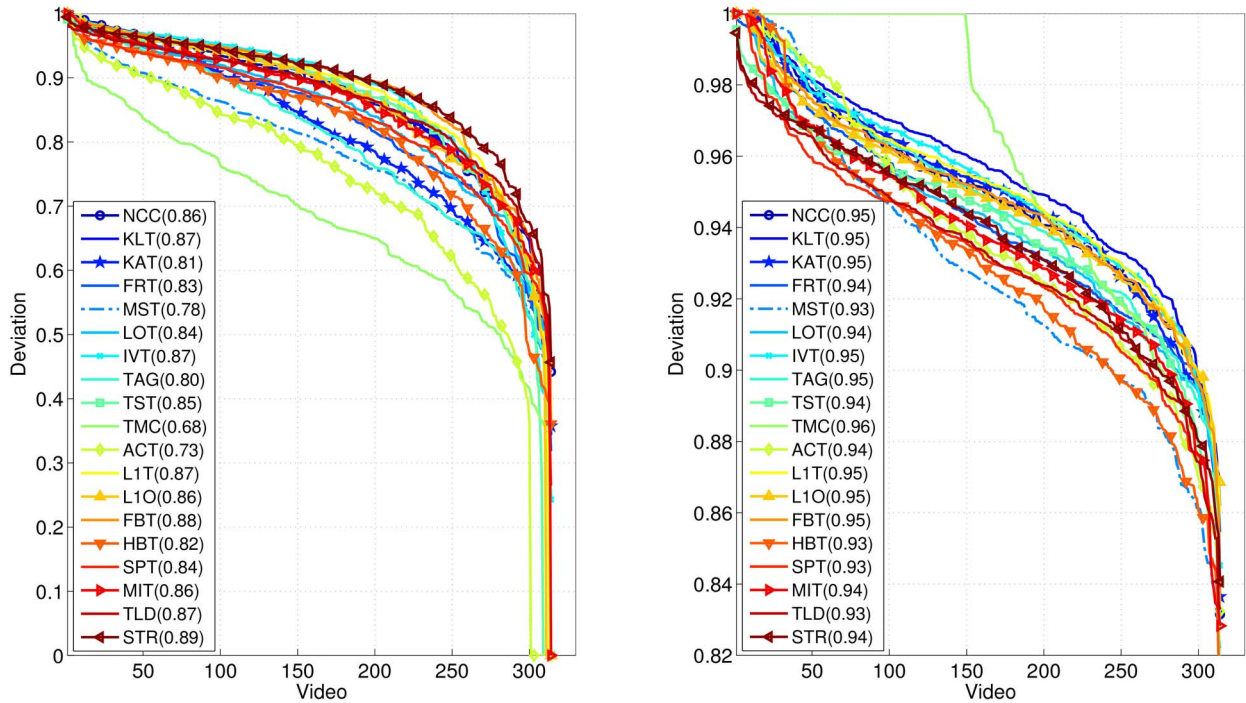 1
0.9
0.8
0.7
0.6
0.5
0.4
0.3
0.2
0.1
0
Deviation
NCC(0.86)
KLT(0.87)
KAT(0.81)
FRT(0.83)
MST(0.78)
LOT(0.84)
IVT(0.87)
TAG(0.80)
TST(0.85)
TMC(0.68)
ACT(0.73)
L1T(0.87)
L1O(0.86)
FBT(0.88)
HBT(0.82)
SPT(0.84)
MIT(0.86)
TLD(0.87)
STR(0.89)
50 100 150 200 250 300
Video
1
0.98
0.96
0.94
0.92
0.9
0.88
0.86
0.84
0.82
Deviation
NCC(0.95)
KLT(0.95)
KAT(0.95)
FRT(0.94)
MST(0.93)
LOT(0.94)
IVT(0.95)
TAG(0.95)
TST(0.94)
TMC(0.96)
ACT(0.94)
L1T(0.95)
L1O(0.95)
FBT(0.95)
HBT(0.93)
SPT(0.93)
MIT(0.94)
TLD(0.93)
STR(0.94)
50 100 150 200 250 300
Video